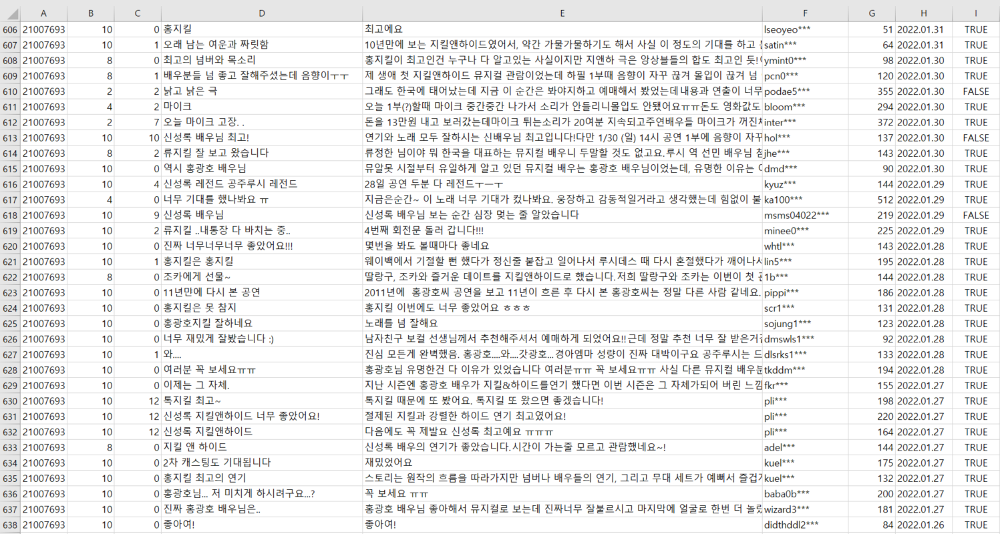 A B C D E F G H I
606 21007693 10 0 홍지킬 최고에요 lseoyeo*** 51 2022.01.31 TRUE
607 21007693 10 1 오래 남는 여운과 짜릿함 10년만에 보는 지킬앤하이드였어서, 약간 가물가물하기도 해서 사실 이 정도의 기대를 하고 satin*** 64 2022.01.31 TRUE
608 21007693 8 0 최고의 넘버와 목소리 홍지킬이 최고인건 누구나 다 알고있는 사실이지만 지앤하 극은 앙상블들의 합도 최고인 듯! ymint0*** 98 2022.01.30 TRUE
609 21007693 8 1 배우분들 넘 좋고 잘해주셨는데 음향이ㅜㅜ 제 생애 첫 지킬앤하이드 뮤지컬 관람이었는데 하필 1부때 음향이 자꾸 끊겨 몰입이 끊겨 넘 pcn0*** 120 2022.01.30 TRUE
610 21007693 2 2 낡고 낡은 극 그래도 한국에 태어났는데 지금 이 순간은 봐야지하고 예매해서 봤었는데내용과 연출이 너무 podae5*** 355 2022.01.30 FALSE
611 21007693 4 2 마이크 오늘 1부(?)할때 마이크 중간중간 나가서 소리가 안들리니몰입도 안됐어요ㅠㅠ돈도 영화값도 bloom*** 294 2022.01.30 TRUE
612 21007693 2 7 오늘 마이크 고장. . 돈을 13만원 내고 보러갔는데마이크 튀는소리가 20여분 지속되고주연배우들 마이크가 꺼진채 inter*** 372 2022.01.30 TRUE
613 21007693 10 10 신성록 배우님 최고! 연기와 노래 모두 잘하시는 신배우님 최고입니다!다만 1/30 (일) 14시 공연 1부에 음향이 자꾸 hol*** 137 2022.01.30 FALSE
614 21007693 8 2 류지킬 잘 보고 왔습니다 류정한 님이야 뭐 한국을 대표하는 뮤지컬 배우니 두말할 것도 없고요.루시 역 선민 배우님 jhe*** 143 2022.01.30 TRUE
615 21007693 10 0 역시 홍광호 배우님 뮤알못 시절부터 유일하게 알고 있던 뮤지컬 배우는 홍광호 배우님이었는데, 유명한 이유는 dmd*** 90 2022.01.30 TRUE
616 21007693 10 4 신성록 레전드 공주루시 레전드 28일 공연 두분 다 레전드ㅜㅡㅜ kyuz*** 144 2022.01.29 TRUE
617 21007693 4 0 너무 기대를 했나봐요 ㅠ 지금은순간~ 이 노래 너무 기대가 컸나봐요. 웅장하고 감동적일거라고 생각했는데 힘없이 불 ka100*** 512 2022.01.29 TRUE
618 21007693 10 9 신성록 배우님 신성록 배우님 보는 순간 심장 멎는 줄 알았습니다 msms04022*** 219 2022.01.29 FALSE
619 21007693 10 2 류지킬 ..내통장 다 바치는 중.. 4번째 회전문 돌러 갑니다!!! minee0*** 225 2022.01.29 TRUE
620 21007693 10 0 진짜 너무너무너무 좋았어요!!! 몇번을 봐도 볼때마다 좋네요 whtl*** 143 2022.01.28 TRUE
621 21007693 10 1 홍지킬은 홍지킬 웨이백에서 기절할 뻔 했다가 정신줄 붙잡고 일어나서 루시데스 때 다시 혼절했다가 깨어나서 lin5*** 195 2022.01.28 TRUE
622 21007693 8 0 조카에게 선물~ 딸랑구, 조카와 즐거운 데이트를 지킬앤하이드로 했습니다.저희 딸랑구와 조카는 이번이 첫 1b*** 144 2022.01.28 TRUE
623 21007693 10 0 11년만에 다시 본 공연 2011년에 홍광호씨 공연을 보고 11년이 흐른 후 다시 본 홍광호씨는 정말 다른 사람 같네요. pippi*** 186 2022.01.28 TRUE
624 21007693 10 0 홍지킬은 못 참지 홍지킬 이번에도 너무 좋았어요 ㅎㅎㅎ scr1*** 131 2022.01.28 TRUE
625 21007693 10 0 홍광호지킬 잘하네요 노래를 넘 잘해요 sojung1*** 123 2022.01.28 TRUE
626 21007693 10 0 너무 재밌게 잘봤습니다 :) 남자친구 보컬 선생님께서 추천해주셔서 예매하게 되었어요!!근데 정말 추천 너무 잘 받은거 dmswls1*** 92 2022.01.28 TRUE
627 21007693 10 1 와.... 진심 모든게 완벽했음. 홍광호....와....갓광호...경아엠마 성량이 진짜 대박이구요 공주루시는 드 dlsrks1*** 133 2022.01.28 TRUE
628 21007693 10 0 여러분 꼭 보세요ㅠㅠ 홍광호님 유명한건 다 이유가 있었습니다 여러분ㅠㅠ 꼭 보세요ㅠㅠ 사실 다른 뮤지컬 배우분 tkddm*** 194 2022.01.28 TRUE
629 21007693 10 0 이제는 그 자체. 지난 시즌엔 홍광호 배우가 지킬&하이드를연기 했다면 이번 시즌은 그 자체가되어 버린 느낌 fkr*** 155 2022.01.27 TRUE
630 21007693 10 12 톡지킬 최고~ 톡지킬 때문에 또 봤어요. 톡지킬 또 왔으면 좋겠습니다! pli*** 198 2022.01.27 TRUE
631 21007693 10 12 신성록 지킬앤하이드 너무 좋았어요! 절제된 지킬과 강렬한 하이드 연기 최고였어요! pli*** 220 2022.01.27 TRUE
632 21007693 10 12 신성록 지킬앤하이드 다음에도 꼭 제발요 신성록 최고예요 ㅠㅠㅠ pli*** 164 2022.01.27 TRUE
633 21007693 8 0 지킬 앤 하이드 신성록 배우의 연기가 좋았습니다.시간이 가는줄 모르고 관람했네요~! adel*** 144 2022.01.27 TRUE
634 21007693 10 0 2차 캐스팅도 기대됩니다 재밌었어요 kuel*** 175 2022.01.27 TRUE
635 21007693 10 0 홍지킬 최고의 연기 스토리는 원작의 흐름을 따라가지만 넘버나 배우들의 연기, 그리고 무대 세트가 예뻐서 즐겁 kuel*** 132 2022.01.27 TRUE
636 21007693 10 0 홍광호님... 저 미치게 하시려구요...? 꼭 보세요 ㅠㅠ baba0b*** 200 2022.01.27 TRUE
637 21007693 10 0 진짜 홍광호 배우님은.. 홍광호 배우님 좋아해서 뮤지컬로 보는데 진짜너무 잘불르시고 마지막에 얼굴로 한번 더 놀랐 wizard3*** 181 2022.01.27 TRUE
638 21007693 10 0 좋아여! 좋아여! didthddl2*** 84 2022.01.26 TRUE